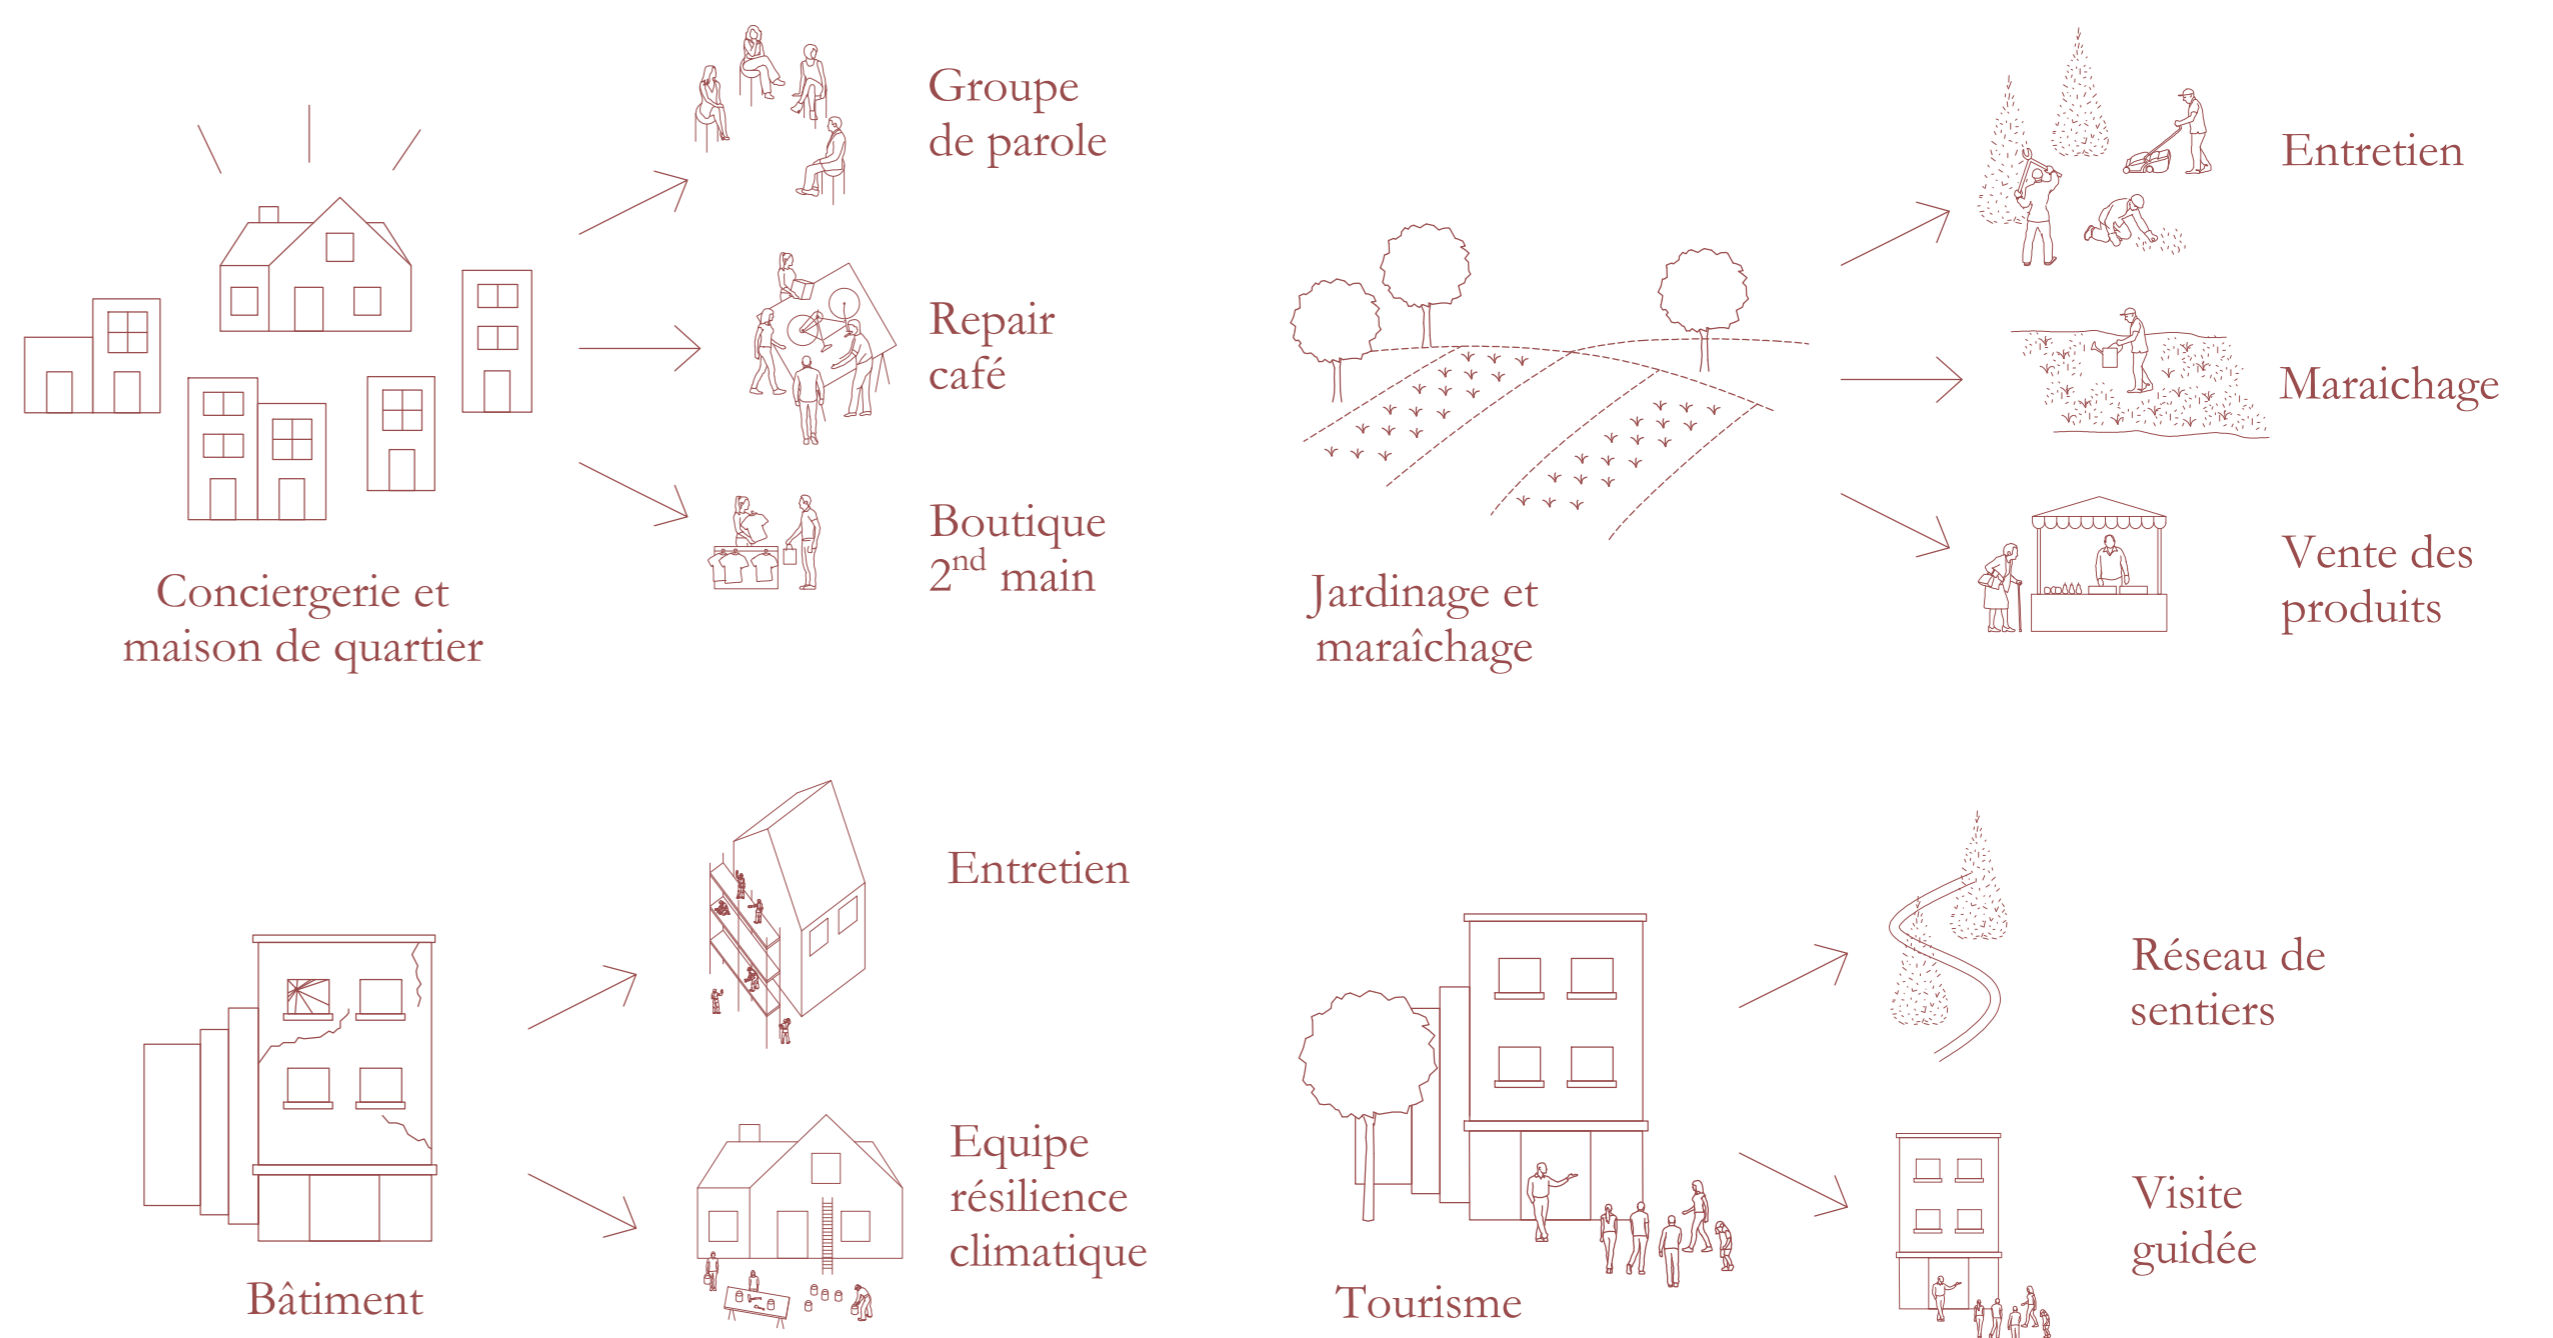 Conciergerie et
maison de quartier
Groupe
de parole
Repair
café
Boutique
2nd main
Jardinage et
maraîchage
Entretien
Maraichage
Vente des
produits
Bâtiment
Entretien
Equipe
résilience
climatique
Tourisme
Réseau de
sentiers
Visite
guidée